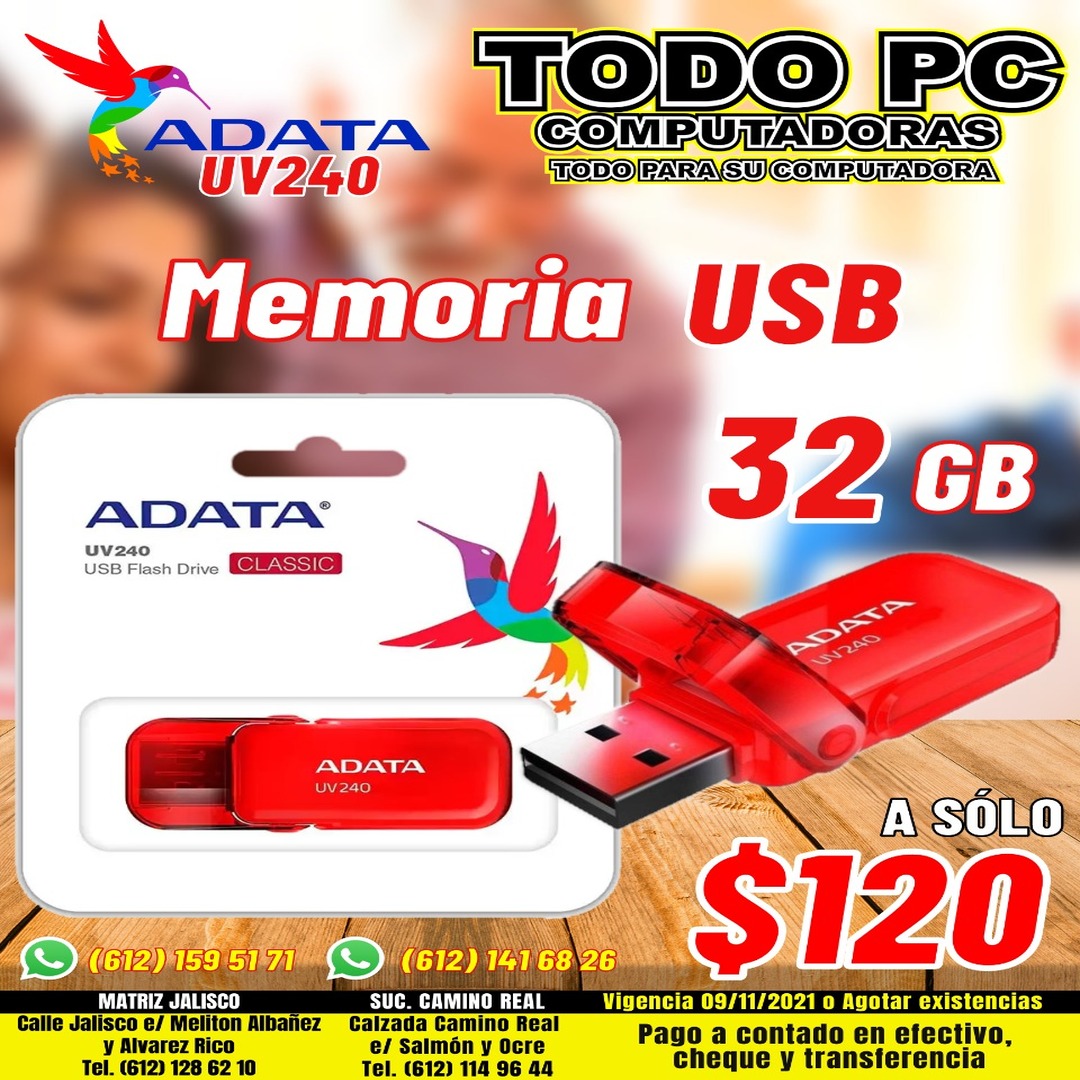 ADATA
UV240
TODO PC
COMPUTADORAS
TODO PARA SU COMPUTADORA
Memoria USB
32 GB
ADATA®
UV240
USB Flash Drive CLASSIC
ADATA
UV240
ADATA
UV240
A SÓLO
$120
(612) 159 51 71
(612) 141 68 26
MATRIZ JALISCO
Calle Jalisco e/ Meliton Albañez
y Alvarez Rico
Tel. (612) 128 62 10
SUC. CAMINO REAL
Calzada Camino Real
e/ Salmón y Ocre
Tel. (612) 114 96 44
Vigencia 09/11/2021 o Agotar existencias
Pago a contado en efectivo,
cheque y transferencia